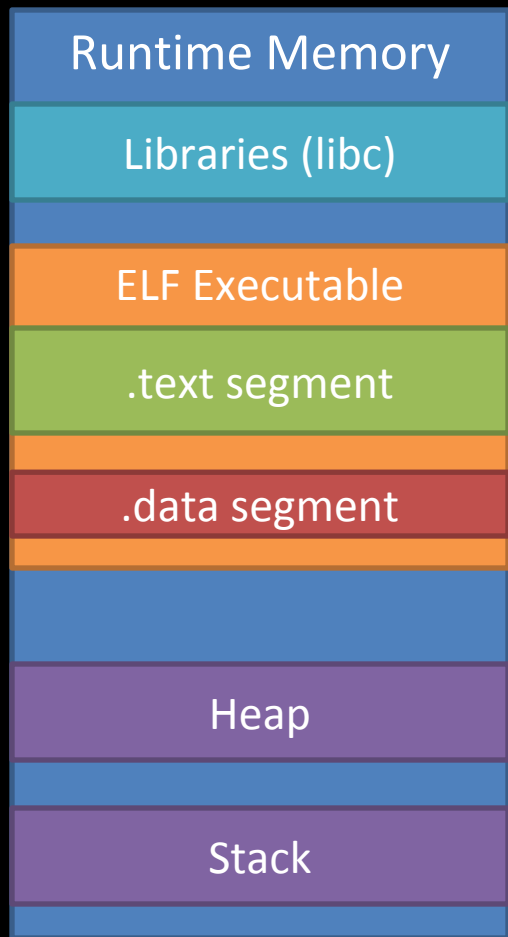 Runtime Memory
Libraries (libc)
ELF Executable
.text segment
.data segment
Heap
Stack